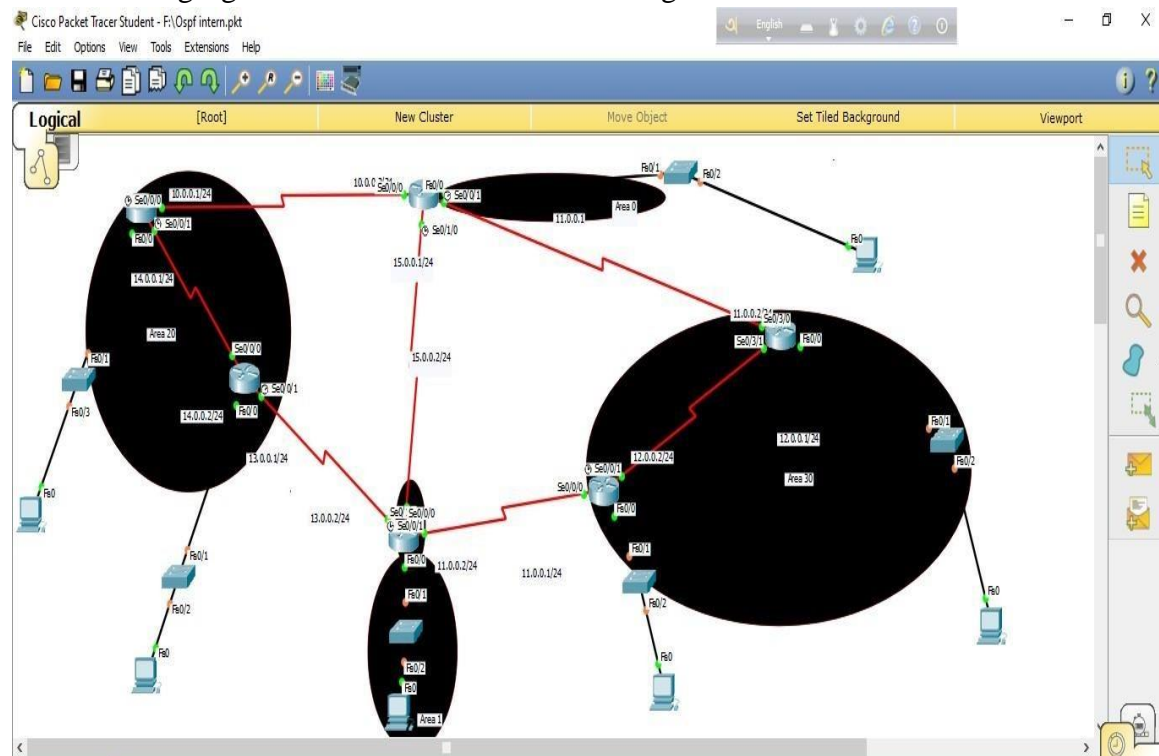 Cisco Packet Tracer Student - F:\Ospf intern.pkt
English
File Edit Options View Tools Extensions Help
Logical [Root] New Cluster Move Object Set Tiled Background Viewport
Fa0/1
Fa0/2
10.0.0.1/24
Se0/0/0
10.0.0
Se0/0/0
Fa0/0
Se0/0/1
Area 0
11.0.0.1
Se0/0/1
Fa0/0
Se0/1/0
Fa0
15.0.0.1/24
14.0.0.1/24
11.0.0.2/24
Se0/3/0
Area 20
Se0/3/1
Fa0/0
Se0/0/0
15.0.0.2/24
Fa0/1
Se0/0/1
Fa0/3
14.0.0.2/24
Fa0/0
Fa0/1
12.0.0.1/24
13.0.0.1/24
12.0.0.2/24
Fa0/2
Se0/0/1
Area 30
Se0/0/0
Fa0
Fa0/0
13.0.0.2/24
Se0/0/0
Se0/0/1
Fa0/1
Fa0/0
11.0.0.2/24
11.0.0.1/24
Fa0/1
Fa0/2
Fa0/1
Fa0/2
Fa0
Fa0
Fa0/2
Fa0
Fa0
Area 1